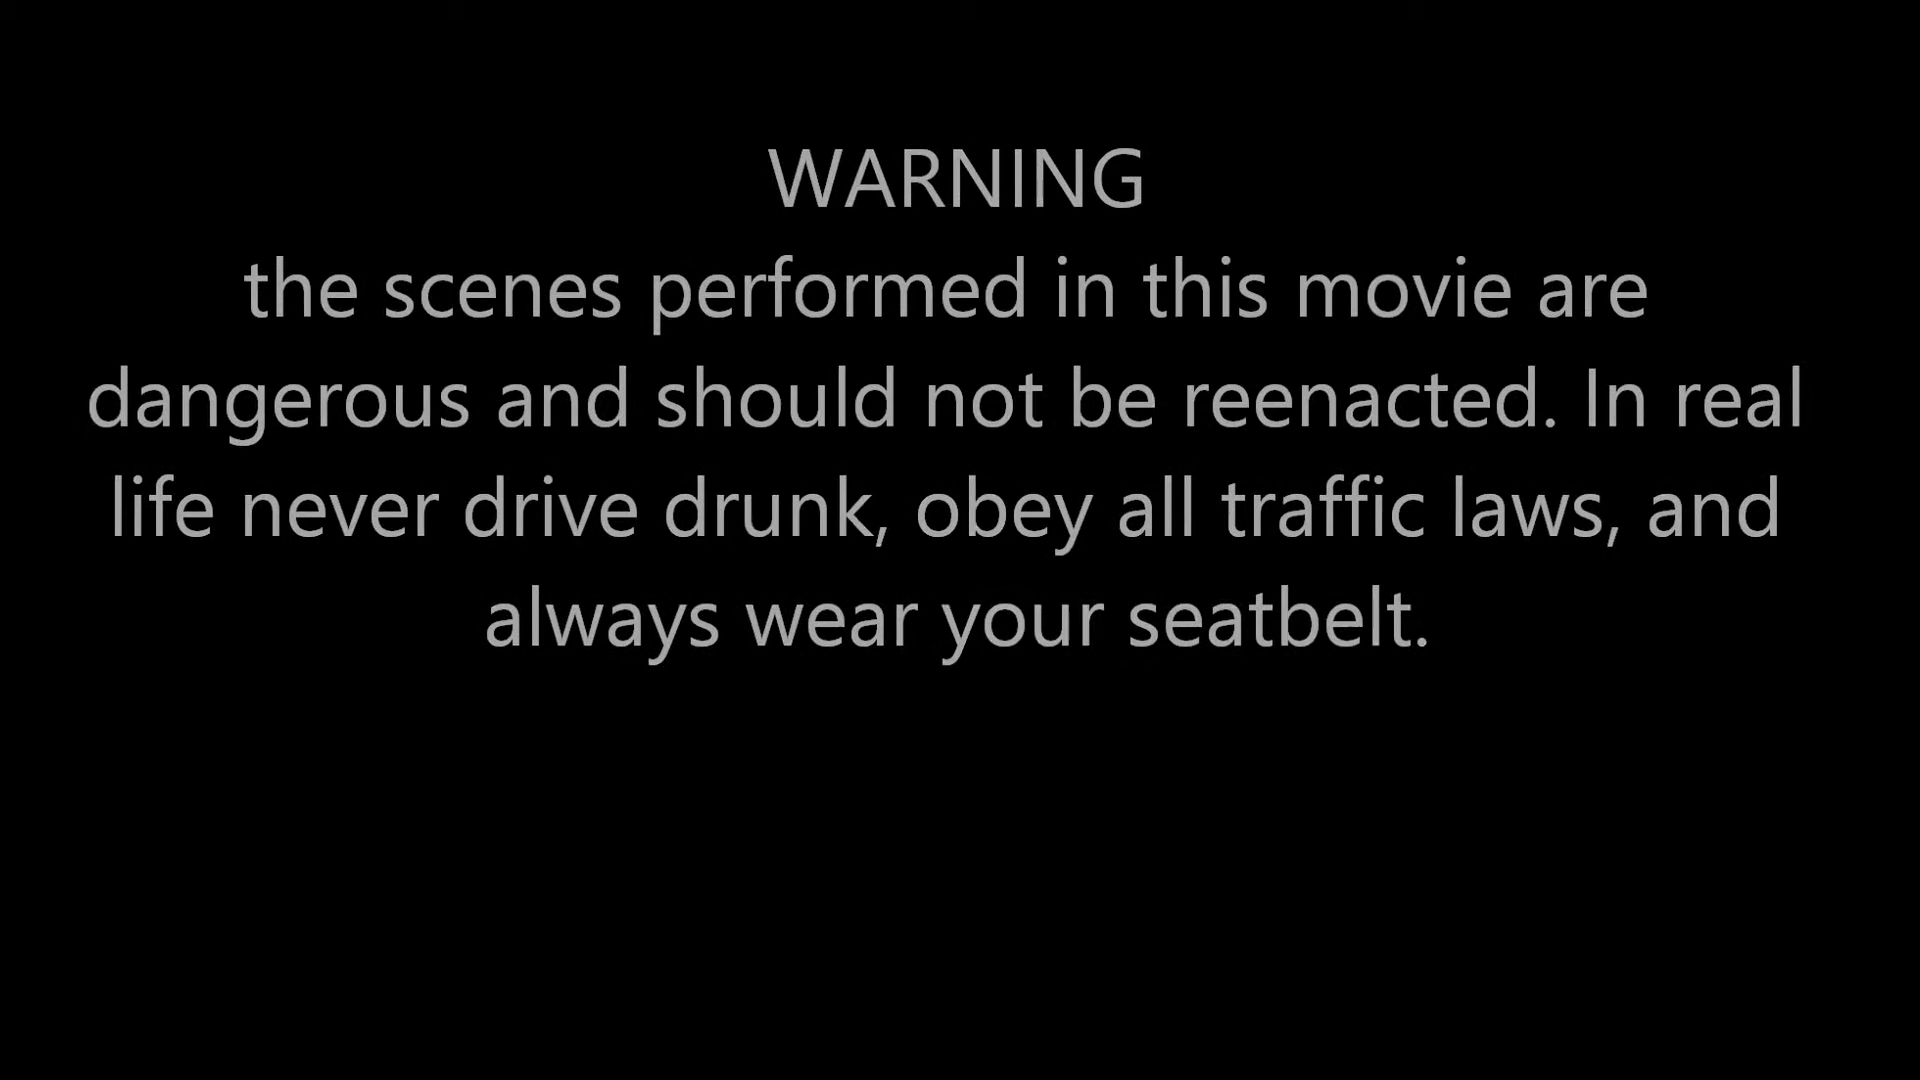 WARNING
the scenes performed in this movie are
dangerous and should not be reenacted. In real
life never drive drunk, obey all traffic laws, and
always wear your seatbelt.